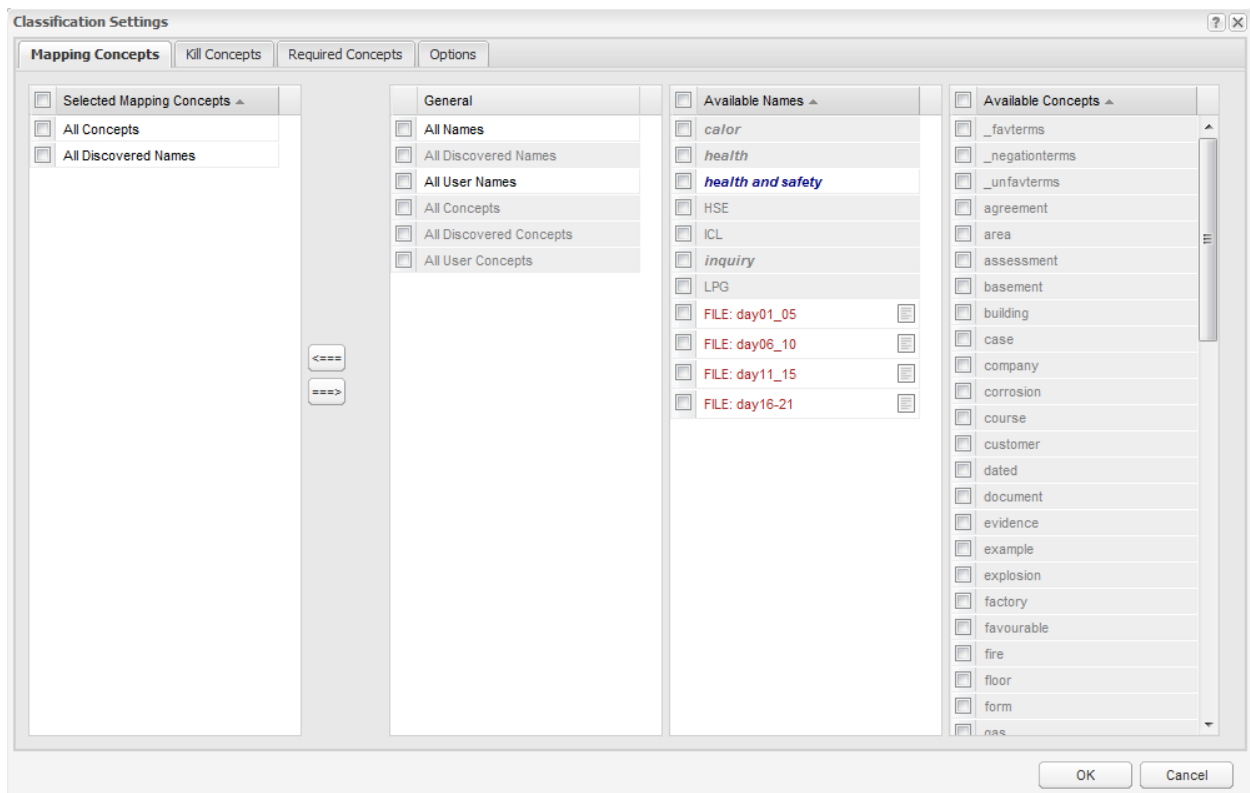 Classification Settings
Mapping Concepts Kill Concepts Required Concepts Options
Selected Mapping Concepts
All Concepts
All Discovered Names
<===
===>
General
All Names
All Discovered Names
All User Names
All Concepts
All Discovered Concepts
All User Concepts
Available Names
calor
health
health and safety
HSE
ICL
inquiry
LPG
FILE: day01_05
FILE: day06_10
FILE: day11_15
FILE: day16-21
Available Concepts
_favterms
_negationterms
_unfavterms
agreement
area
assessment
basement
building
case
company
corrosion
course
customer
dated
document
evidence
example
explosion
factory
favourable
fire
floor
form
gas
OK Cancel